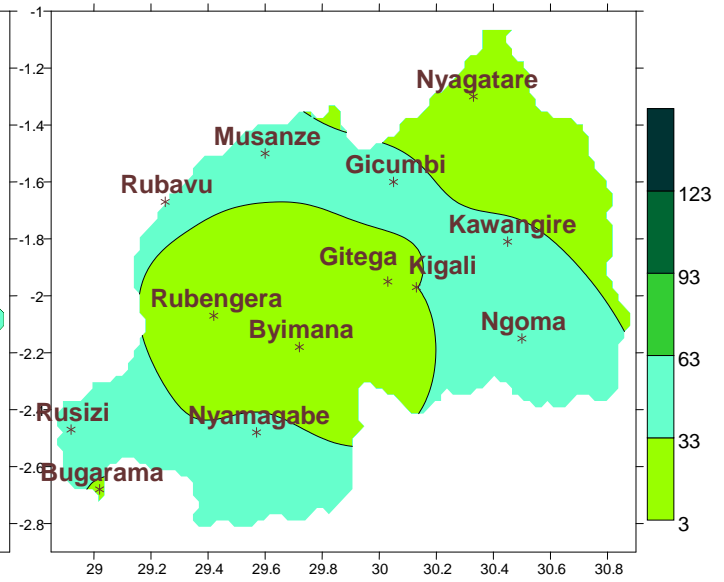 -1
-1.2
-1.4
-1.6
-1.8
-2
-2.2
-2.4
-2.6
-2.8
Nyagatare
Musanze
Gicumbi
Rubavu
Kawangire
Gitega
Kigali
Rubengera
Byimana
Ngoma
Rusizi
Nyamagabe
Bugarama
29
29.2
29.4
29.6
29.8
30
30.2
30.4
30.6
30.8
123
93
63
33
3